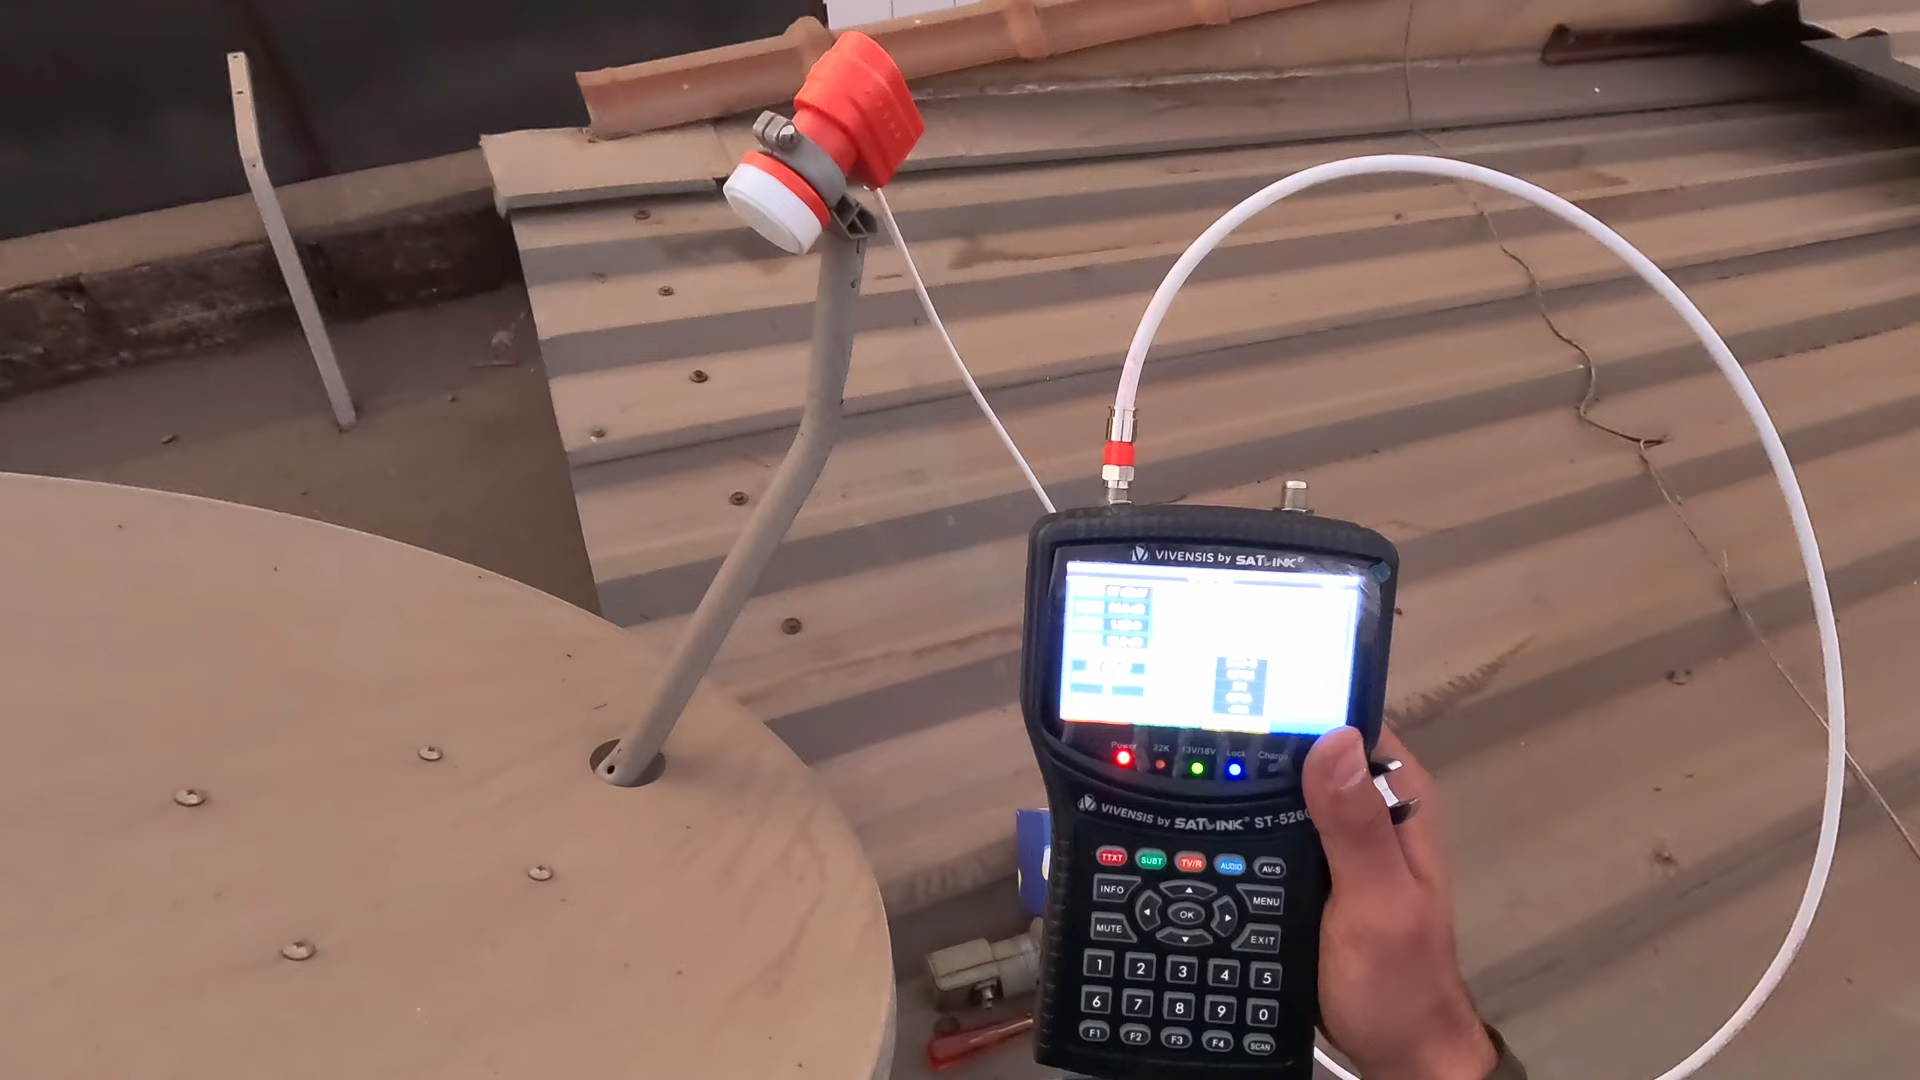 VIVENSIS by SATLINK®
Power 22K 13V/18V Lock Charge
VIVENSIS by SATLINK® ST-5260
TTXT SUBT TV/R AUDIO AV-S
INFO MENU
OK
MUTE EXIT
1 2 3 4 5
6 7 8 9 0
F1 F2 F3 F4 SCAN